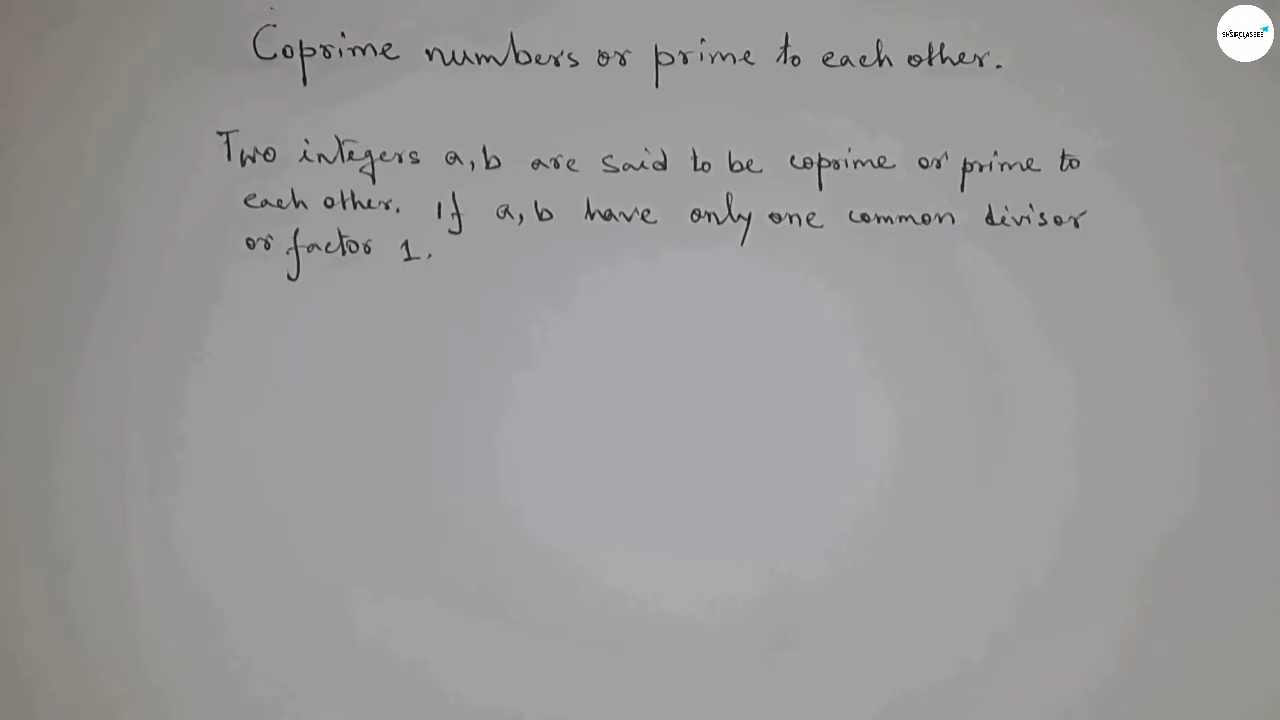 Coprime numbers or prime to each other.
SHSIRCLASSES
Two integers a, b are said to be coprime or prime to
each other. If a, b have only one common divisor
or factor 1.